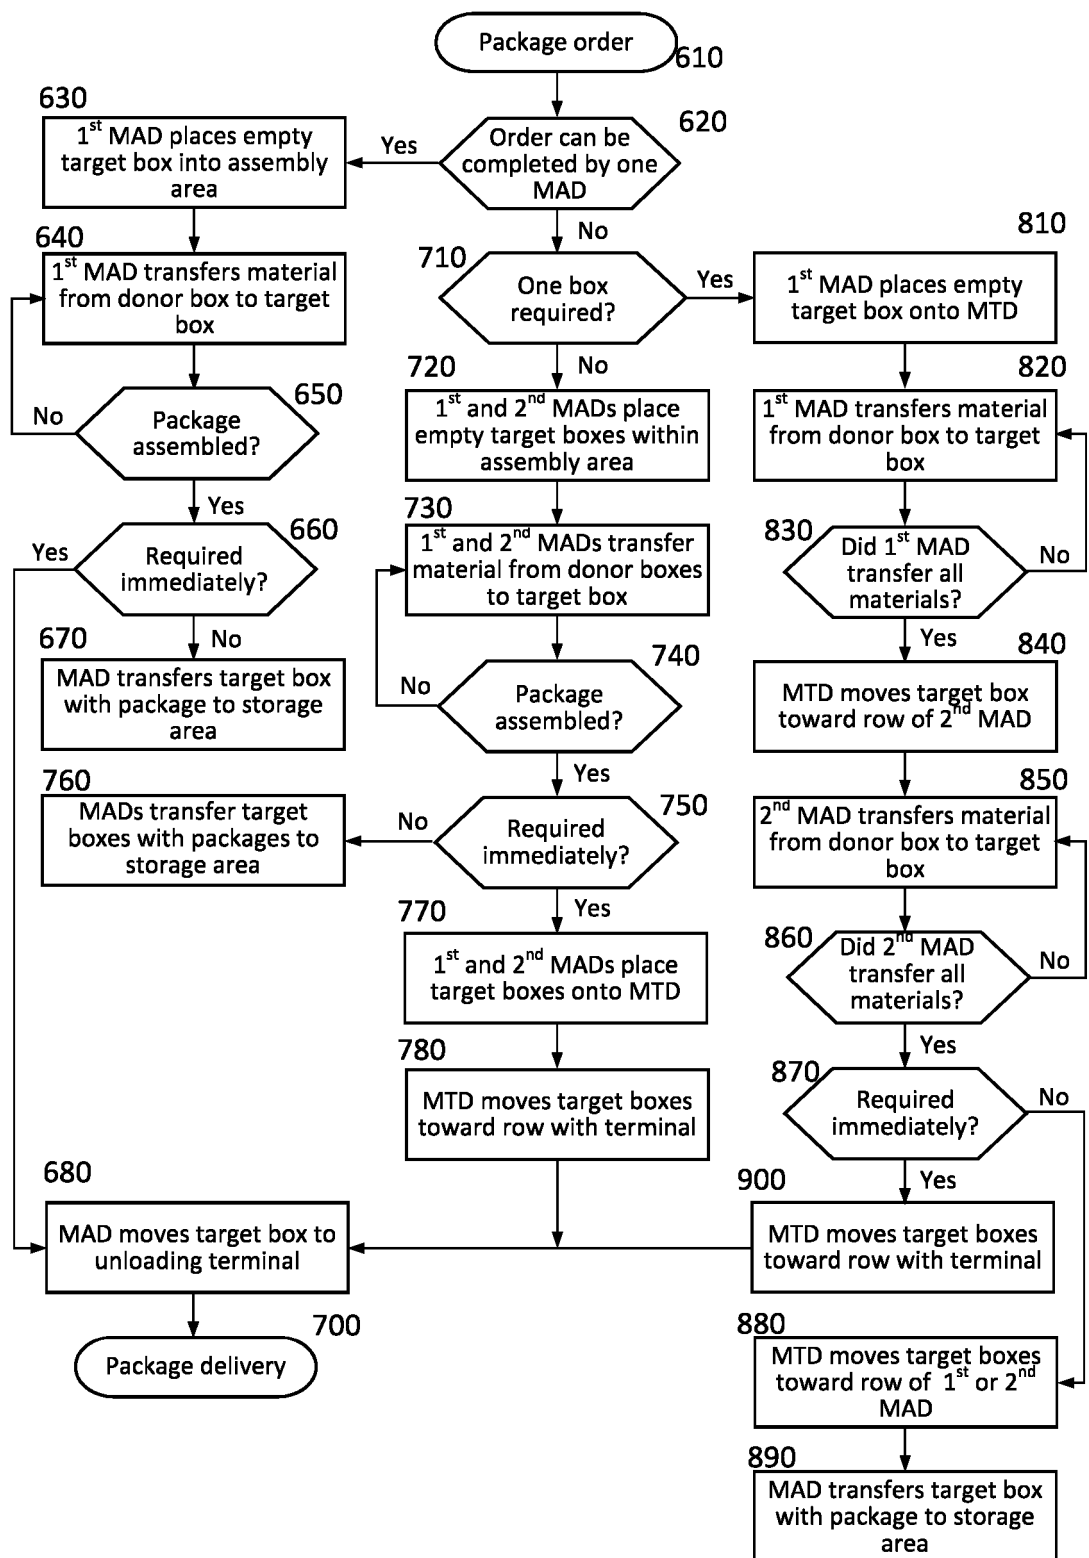 Package order
610
620
Order can be
completed by one
MAD
Yes
No
630
1st MAD places empty
target box into assembly
area
640
1st MAD transfers material
from donor box to target
box
650
Package
assembled?
No
Yes
660
Required
immediately?
Yes
No
670
MAD transfers target box
with package to storage
area
710
One box
required?
Yes
No
720
1st and 2nd MADs place
empty target boxes within
assembly area
730
1st and 2nd MADs transfer
material from donor boxes
to target box
740
Package
assembled?
No
Yes
750
Required
immediately?
No
Yes
760
MADs transfer target
boxes with packages to
storage area
770
1st and 2nd MADs place
target boxes onto MTD
780
MTD moves target boxes
toward row with terminal
810
1st MAD places empty
target box onto MTD
820
1st MAD transfers material
from donor box to target
box
830
Did 1st MAD
transfer all
materials?
No
Yes
840
MTD moves target box
toward row of 2nd MAD
850
2nd MAD transfers material
from donor box to target
box
860
Did 2nd MAD
transfer all
materials?
No
Yes
870
Required
immediately?
No
Yes
900
MTD moves target boxes
toward row with terminal
680
MAD moves target box to
unloading terminal
700
Package delivery
880
MTD moves target boxes
toward row of 1st or 2nd
MAD
890
MAD transfers target box
with package to storage
area